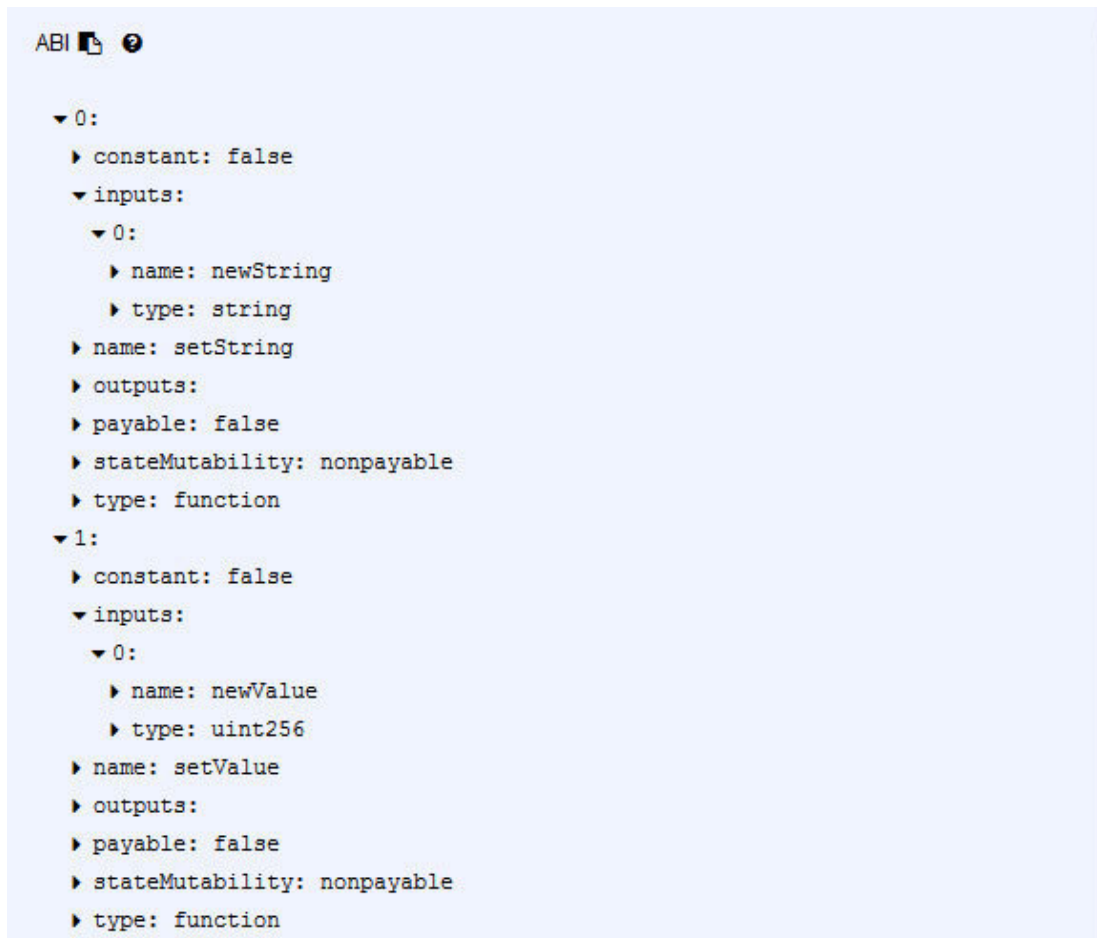 ABI
0:
constant: false
inputs:
0:
name: newString
type: string
name: setString
outputs:
payable: false
stateMutability: nonpayable
type: function
1:
constant: false
inputs:
0:
name: newValue
type: uint256
name: setValue
outputs:
payable: false
stateMutability: nonpayable
type: function